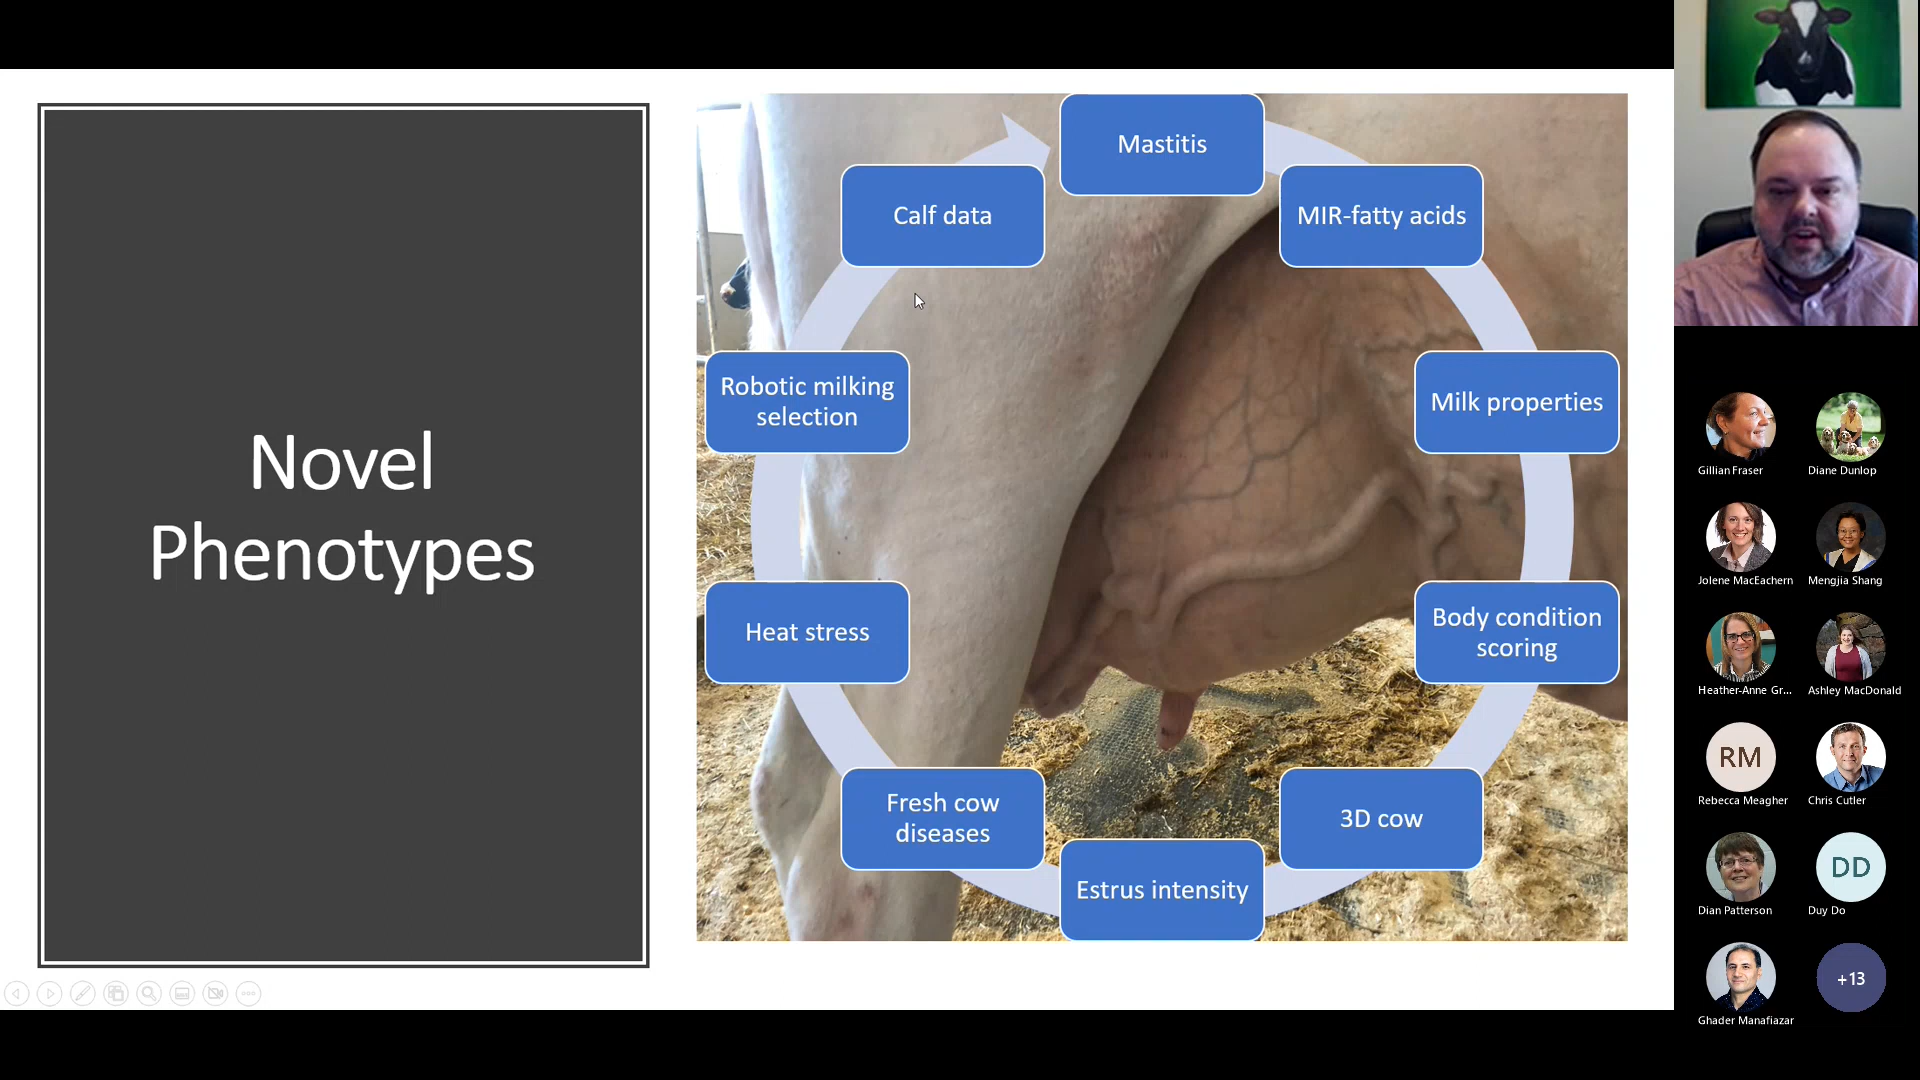 Novel
Phenotypes
Mastitis
MIR-fatty acids
Milk properties
Body condition
scoring
3D cow
Estrus intensity
Fresh cow
diseases
Heat stress
Robotic milking
selection
Calf data
Gillian Fraser
Diane Dunlop
Jolene MacEachern
Mengjia Shang
Heather-Anne Gr...
Ashley MacDonald
RM
Rebecca Meagher
Chris Cutler
Dian Patterson
DD
Duy Do
Ghader Manafiazar
+13